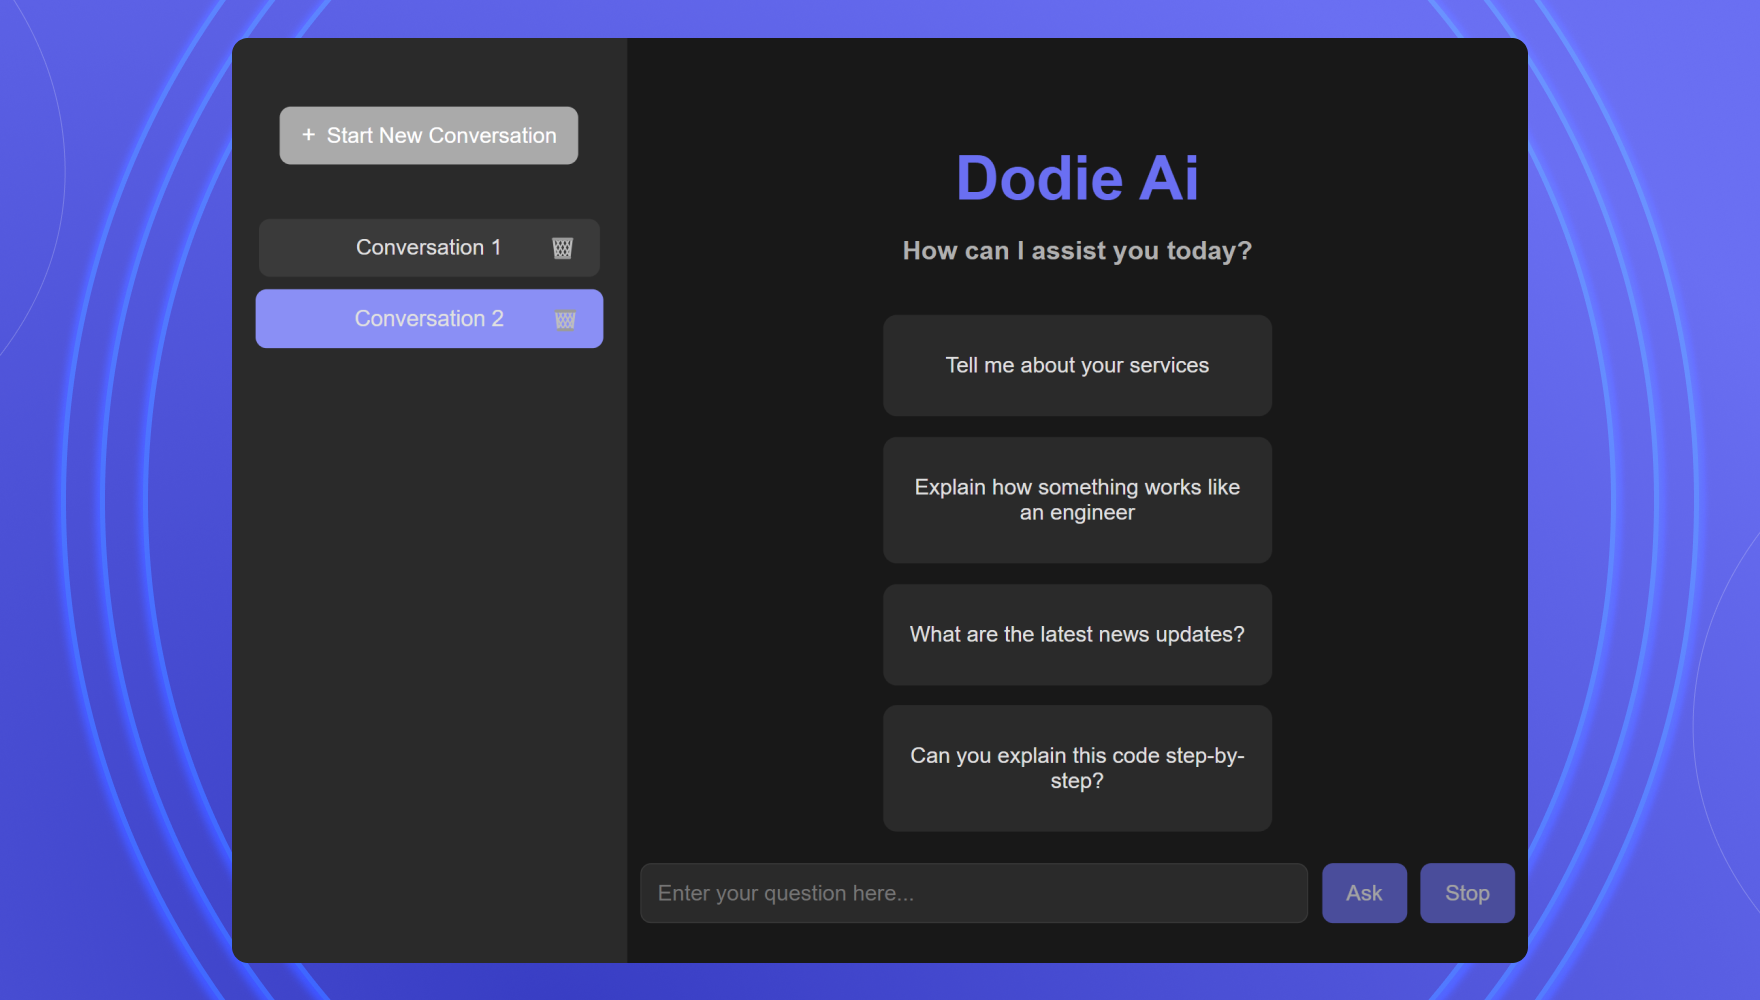 + Start New Conversation
Conversation 1
Conversation 2
Dodie Ai
How can I assist you today?
Tell me about your services
Explain how something works like
an engineer
What are the latest news updates?
Can you explain this code step-by-
step?
Enter your question here...
Ask
Stop